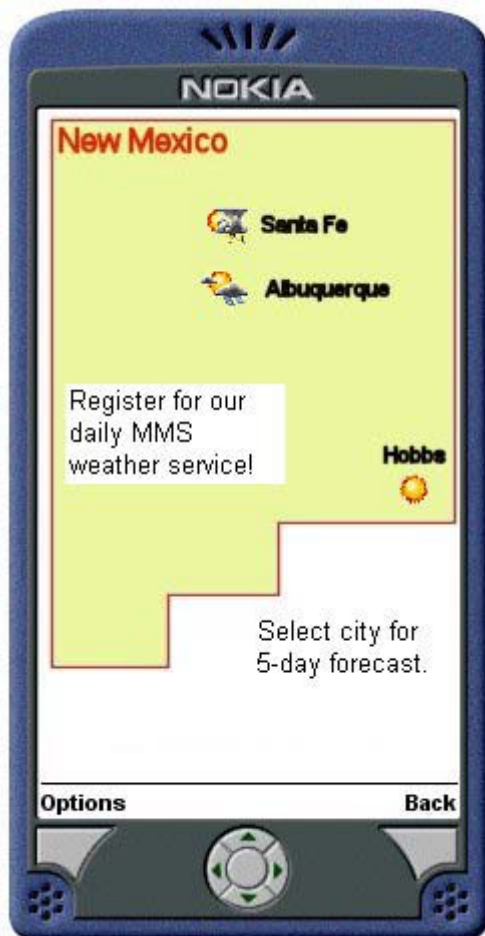 NOKIA
New Mexico
Santa Fe
Albuquerque
Register for our
daily MMS
weather service!
Hobbs
Select city for
5-day forecast.
Options
Back